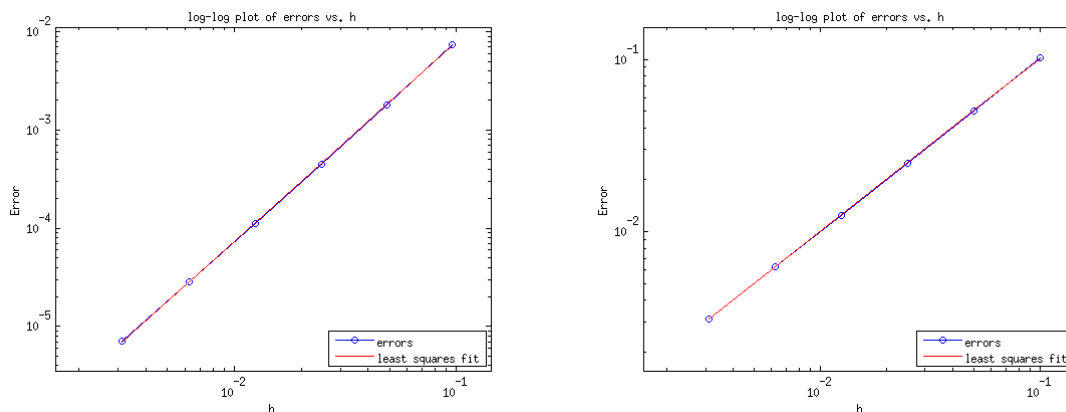 log-log plot of errors vs. h
10^-2
10^-3
10^-4
10^-5
Error
10^-2
10^-1
h
errors
least squares fit
log-log plot of errors vs. h
10^-1
10^-2
Error
10^-2
10^-1
h
errors
least squares fit